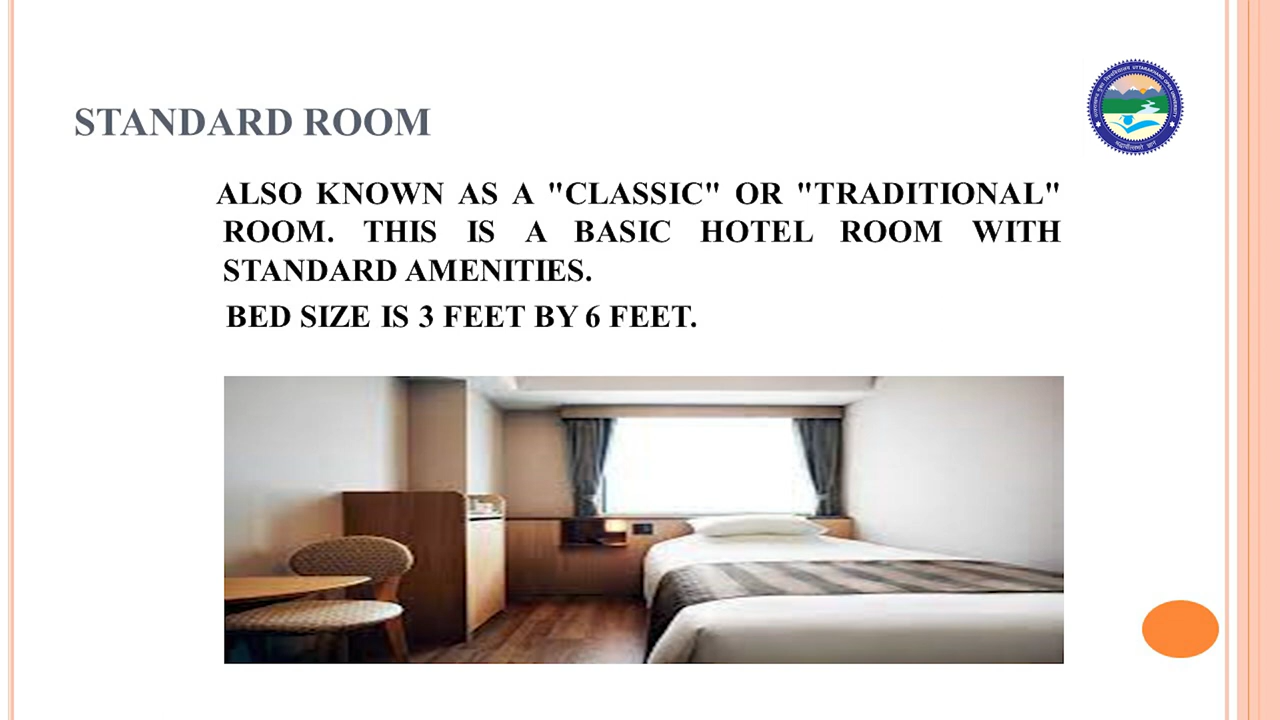 STANDARD ROOM
ALSO KNOWN AS A "CLASSIC" OR "TRADITIONAL"
ROOM. THIS IS A BASIC HOTEL ROOM WITH
STANDARD AMENITIES.
BED SIZE IS 3 FEET BY 6 FEET.